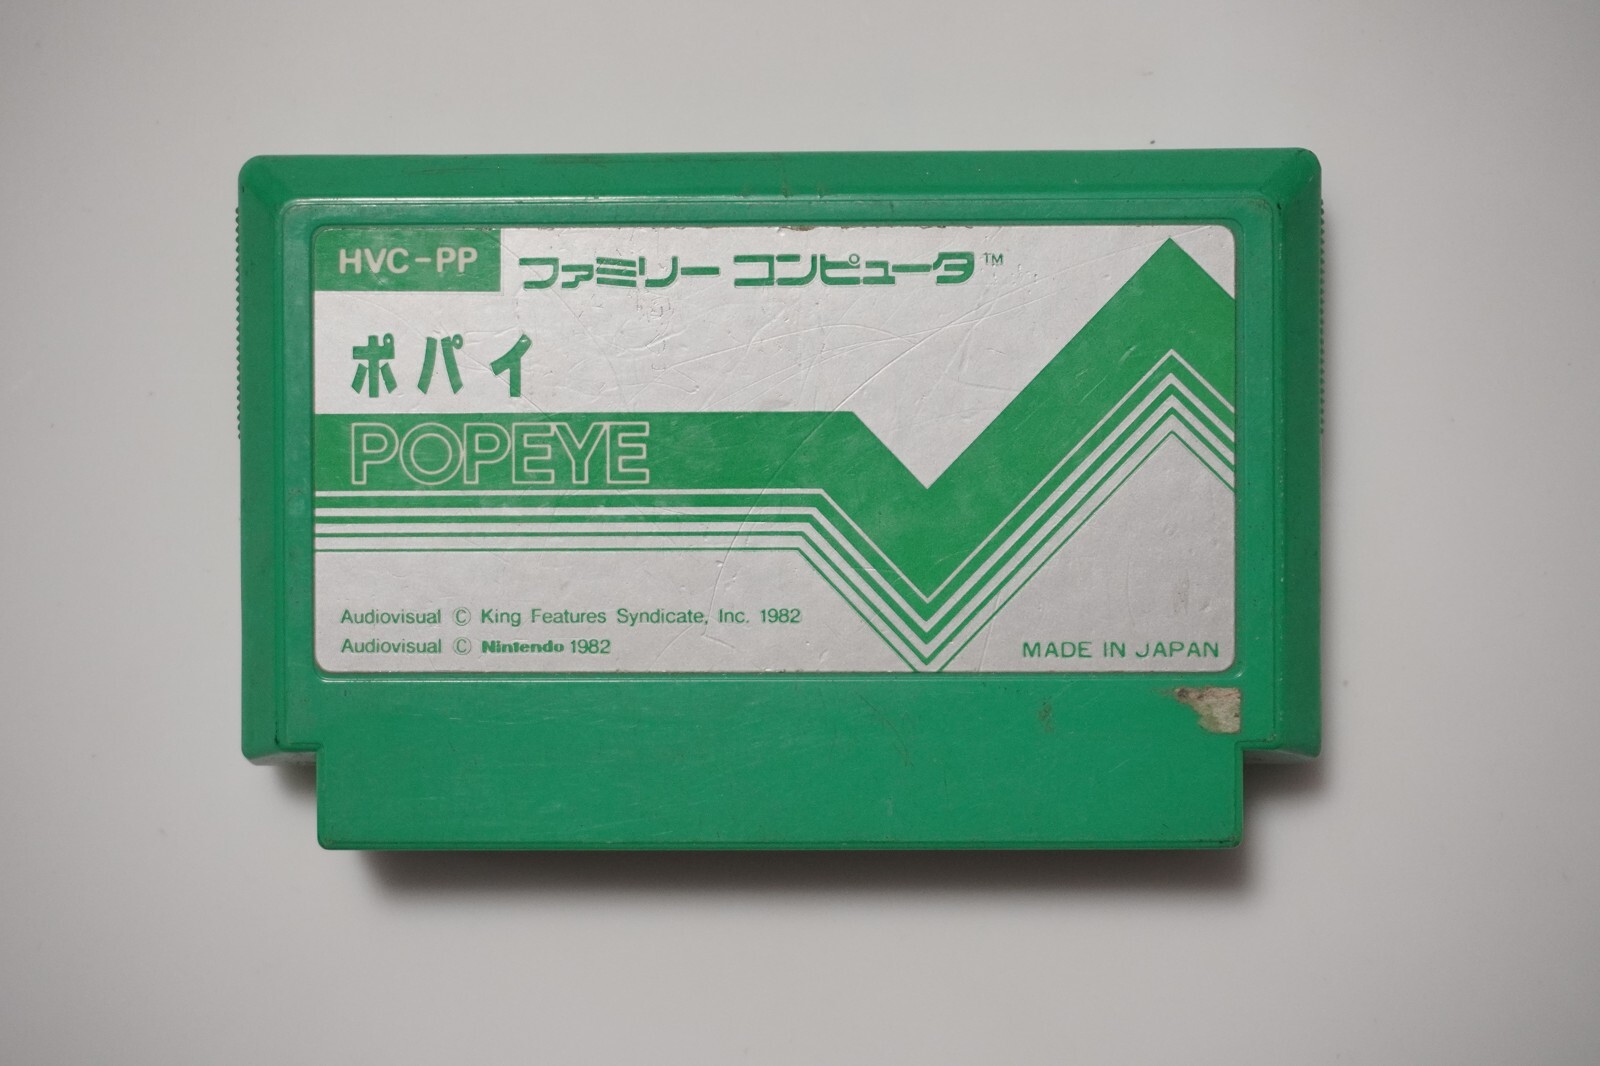 HVC-PP
ファミリー コンピュータ™
ポパイ
POPEYE
Audiovisual © King Features Syndicate, Inc. 1982
Audiovisual © Nintendo 1982
MADE IN JAPAN